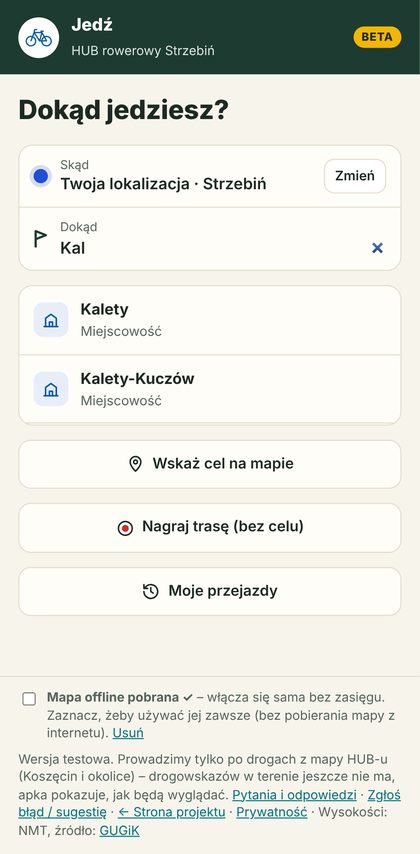 Jedź
HUB rowerowy Strzebiń
BETA
Dokąd jedziesz?
Skąd
Twoja lokalizacja · Strzebiń
Zmień
Dokąd
Kal
×
Kalety
Miejscowość
Kalety-Kuczów
Miejscowość
Wskaż cel na mapie
Nagraj trasę (bez celu)
Moje przejazdy
Mapa offline pobrana ✓ – włącza się sama bez zasięgu.
Zaznacz, żeby używać jej zawsze (bez pobierania mapy z
internetu). Usuń
Wersja testowa. Prowadzimy tylko po drogach z mapy HUB-u
(Koszęcin i okolice) – drogowskazów w terenie jeszcze nie ma,
apka pokazuje, jak będą wyglądać. Pytania i odpowiedzi · Zgłoś
błąd / sugestię · ← Strona projektu · Prywatność · Wysokości:
NMT, źródło: GUGiK